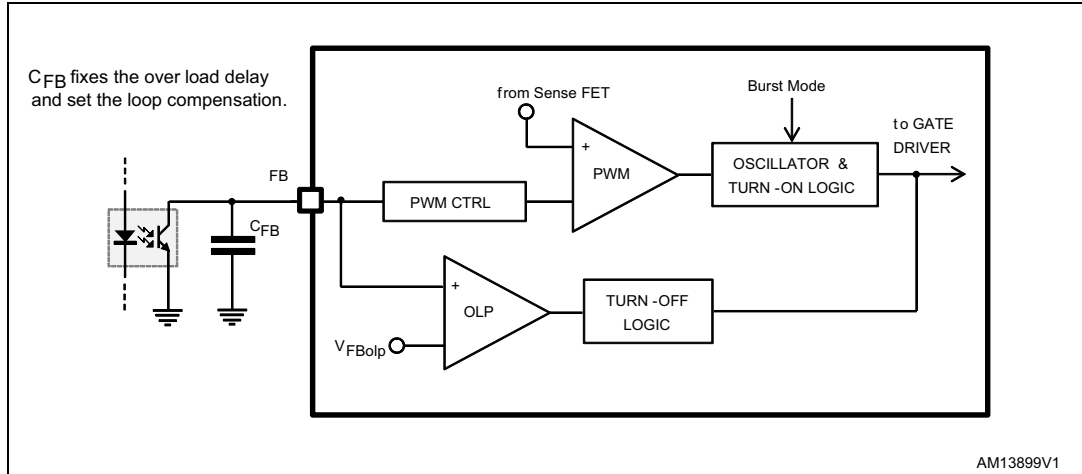 C_FB fixes the over load delay
and set the loop compensation.
from Sense FET
Burst Mode
to GATE
DRIVER
+
PWM
OSCILLATOR &
TURN -ON LOGIC
FB
PWM CTRL
C_FB
+
OLP
TURN -OFF
LOGIC
V_FBolp
AM13899V1